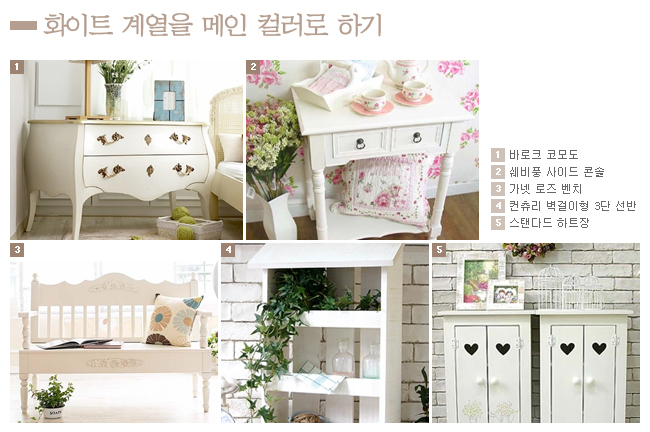 화이트 계열을 메인 컬러로 하기
1
2
1 바로크 코모도
2 쉐비풍 사이드 콘솔
3 가넷 로즈 벤치
4 컨츄리 벽걸이형 3단 선반
5 스탠다드 하트장
3
4
5